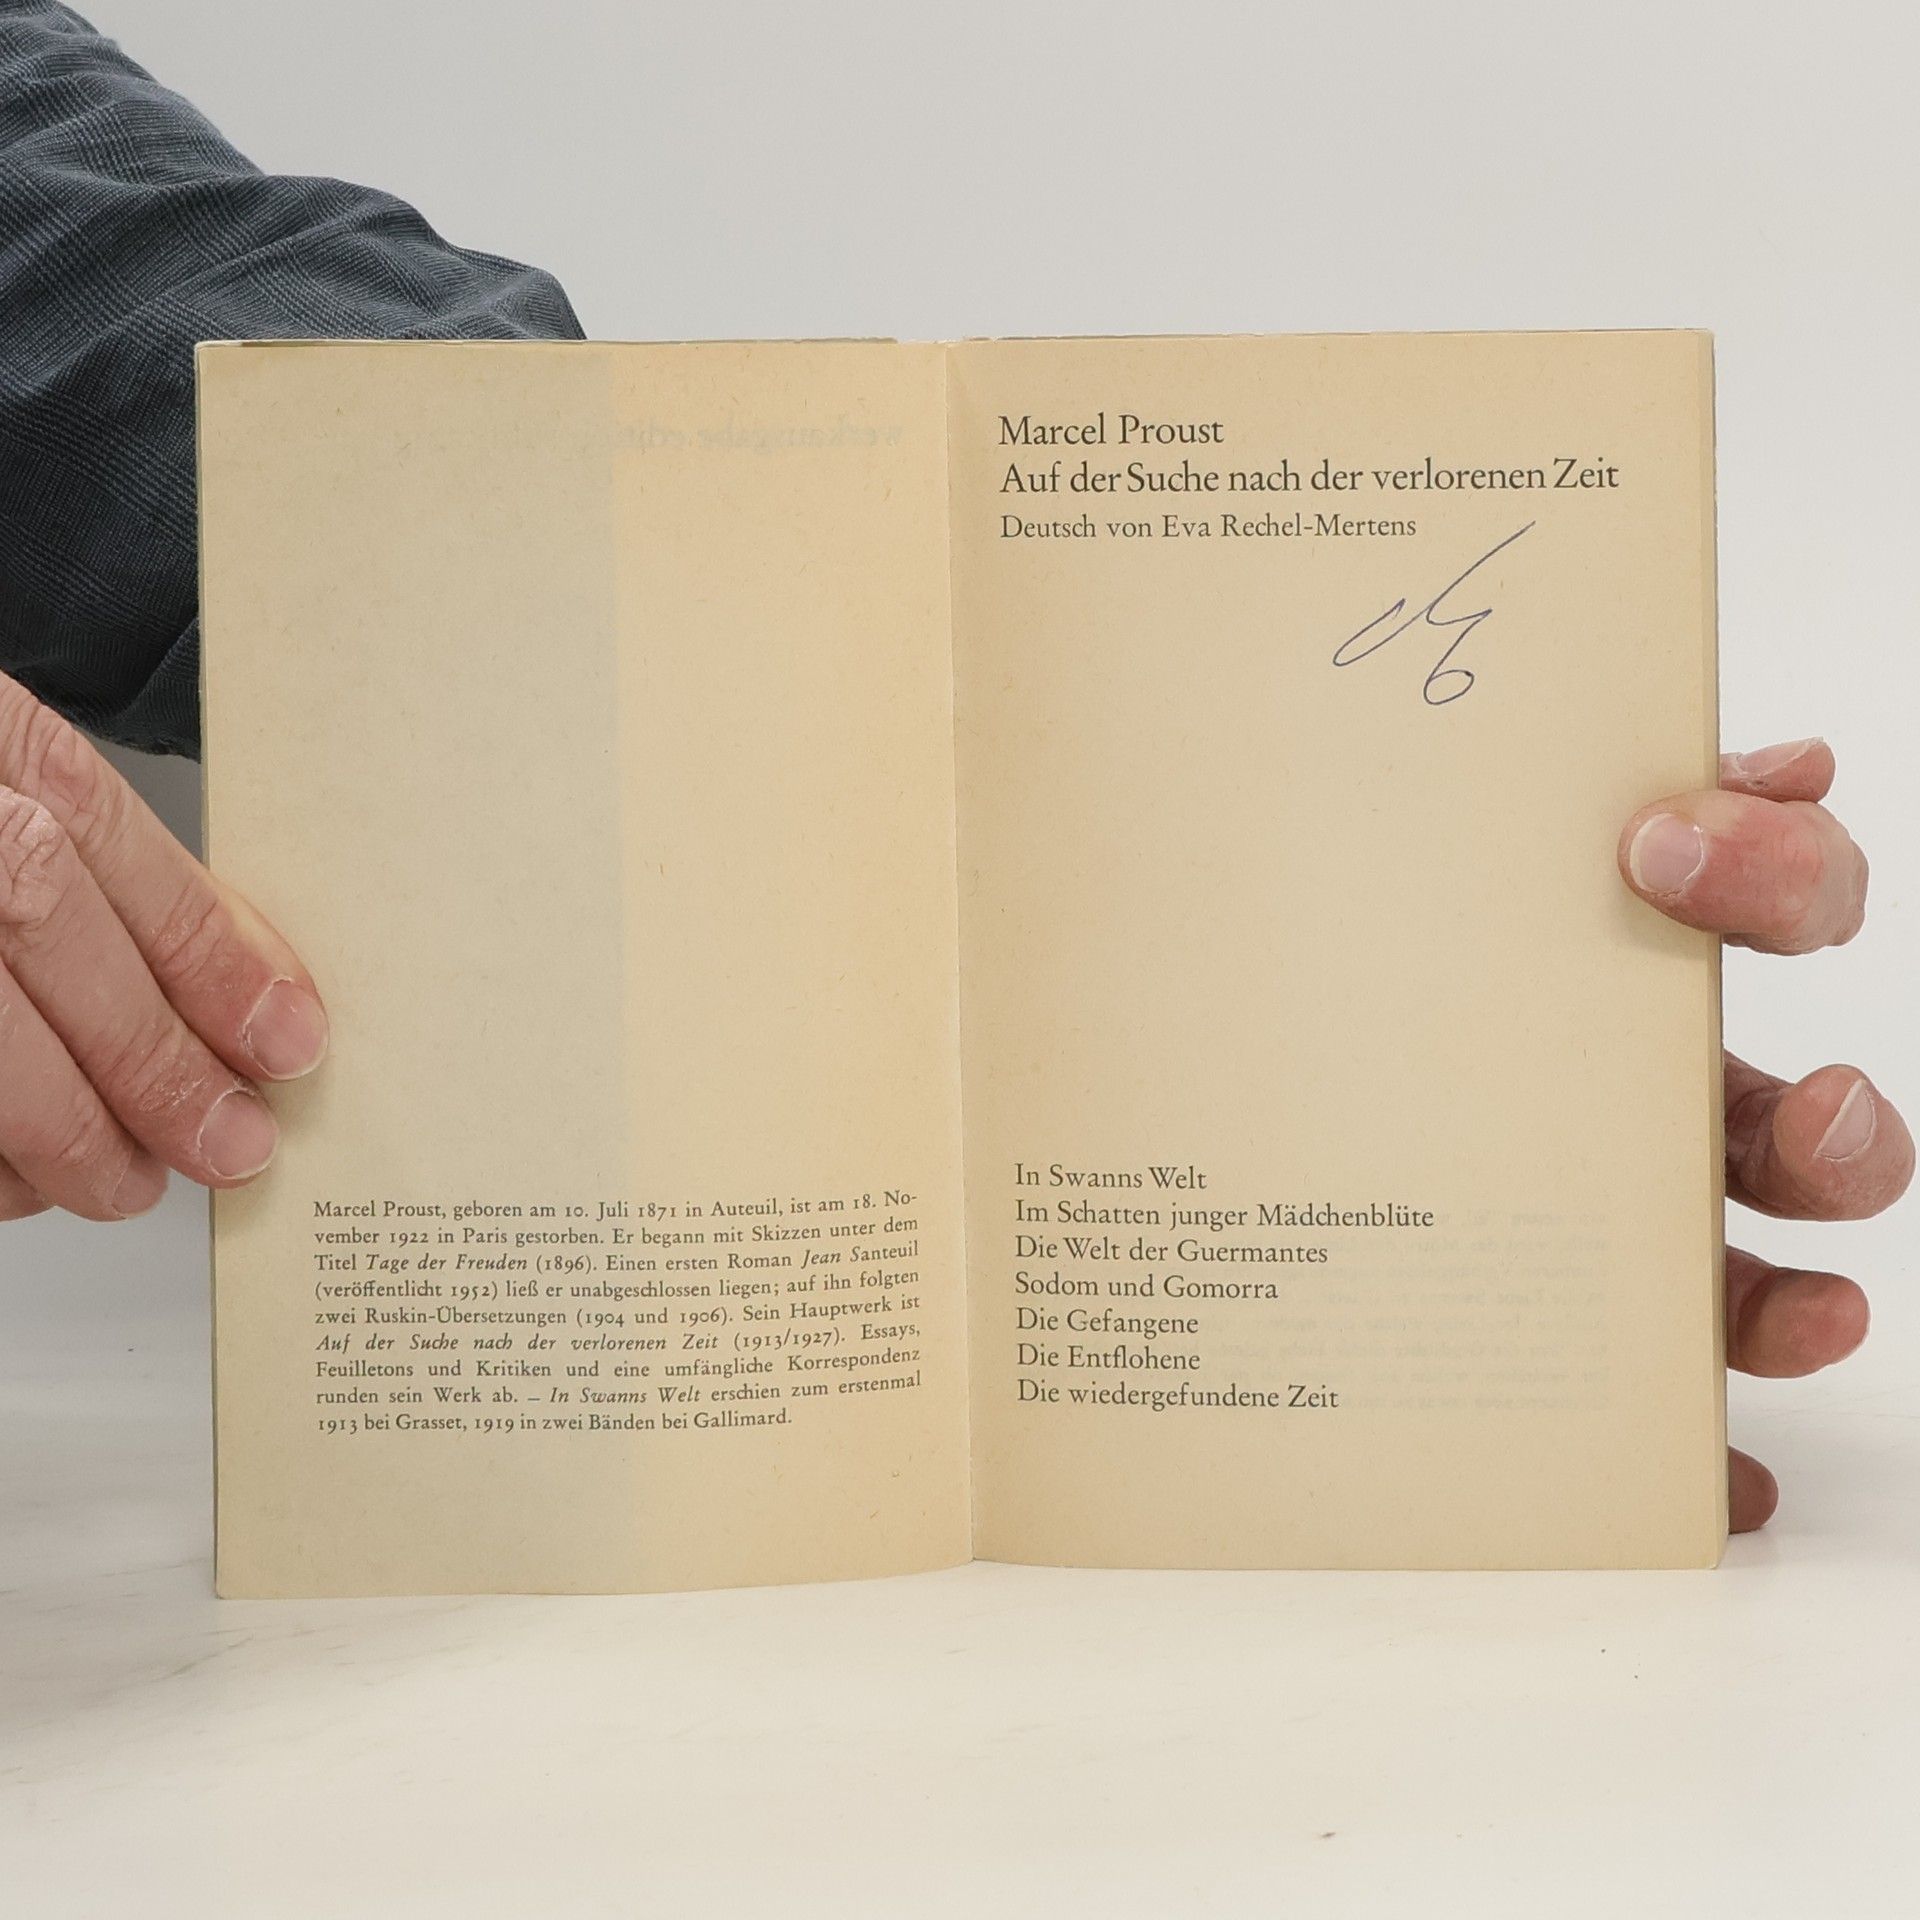 Marcel Proust, geboren am 10. Juli 1871 in Auteuil, ist am 18. No-
vember 1922 in Paris gestorben. Er begann mit Skizzen unter dem
Titel Tage der Freuden (1896). Einen ersten Roman Jean Santeuil
(veröffentlicht 1952) ließ er unabgeschlossen liegen; auf ihn folgten
zwei Ruskin-Übersetzungen (1904 und 1906). Sein Hauptwerk ist
Auf der Suche nach der verlorenen Zeit (1913/1927). Essays,
Feuilletons und Kritiken und eine umfängliche Korrespondenz
runden sein Werk ab. – In Swanns Welt erschien zum erstenmal
1913 bei Grasset, 1919 in zwei Bänden bei Gallimard.
Marcel Proust
Auf der Suche nach der verlorenen Zeit
Deutsch von Eva Rechel-Mertens
In Swanns Welt
Im Schatten junger Mädchenblüte
Die Welt der Guermantes
Sodom und Gomorra
Die Gefangene
Die Entflohene
Die wiedergefundene Zeit